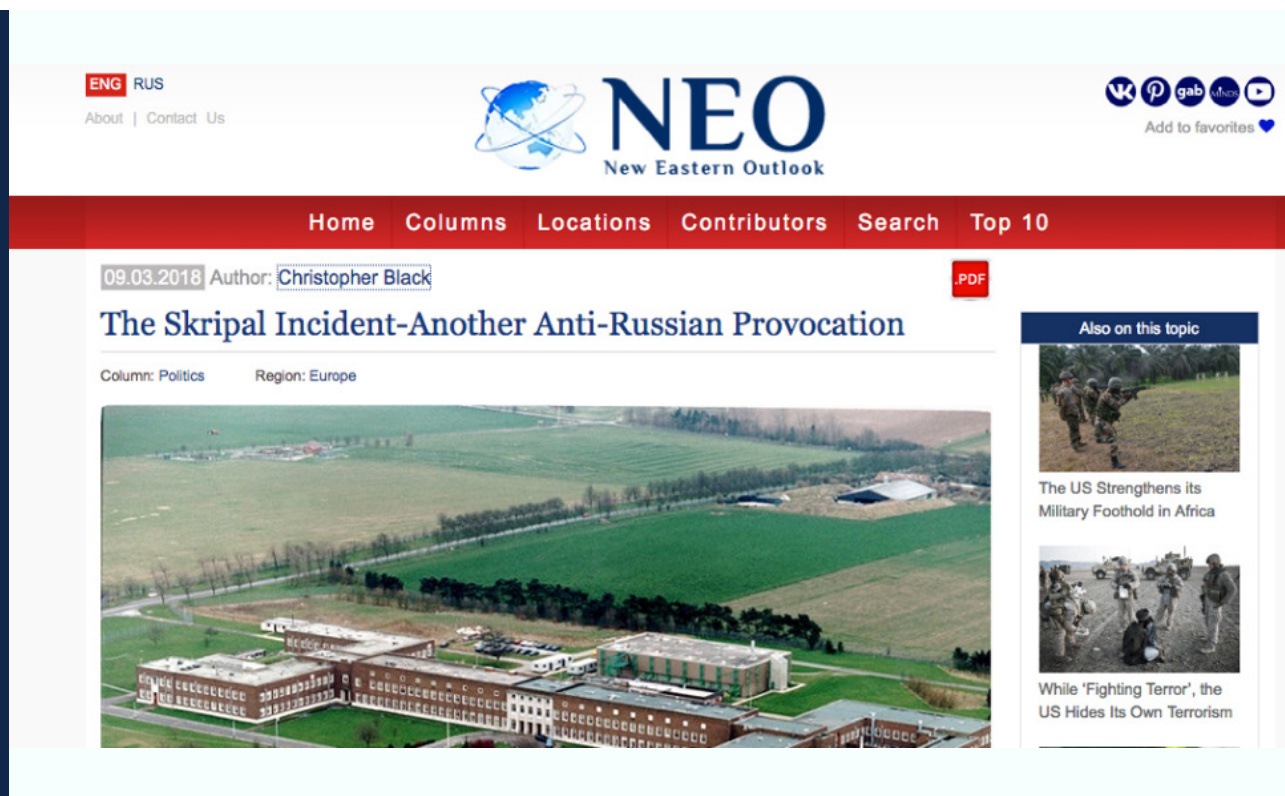 ENG RUS
About | Contact Us
NEO
New Eastern Outlook
gab MINDS
Add to favorites
Home Columns Locations Contributors Search Top 10
09.03.2018 Author: Christopher Black
.PDF
The Skripal Incident-Another Anti-Russian Provocation
Column: Politics Region: Europe
Also on this topic
The US Strengthens its
Military Foothold in Africa
While 'Fighting Terror', the
US Hides Its Own Terrorism